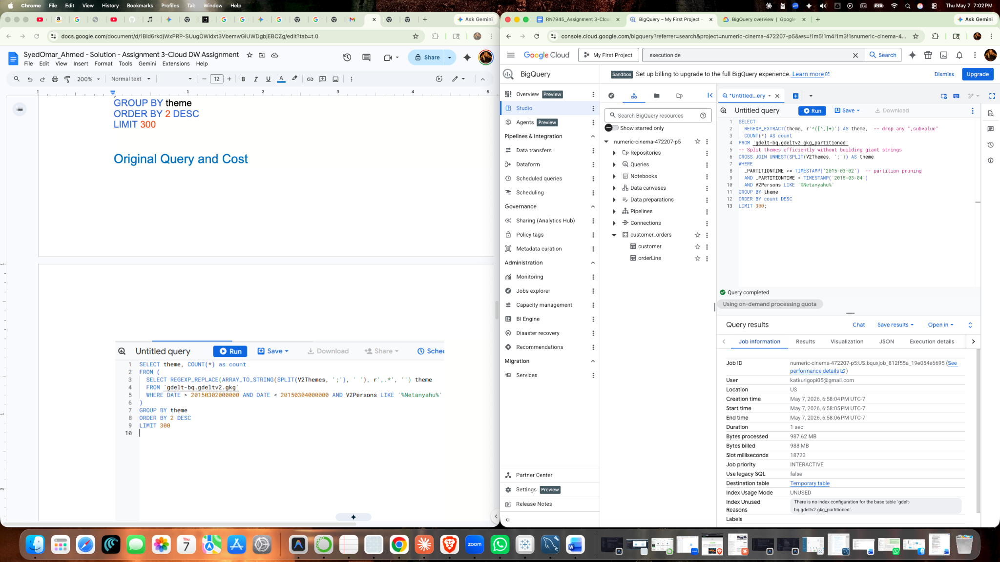 Chrome File Edit View History Bookmarks Profiles Tab Window Help
Thu May 7 7:02 PM
Ask Gemini
docs.google.com/document/d/1BId6rkdjWxPRP-SUugOWidxt3VbemwGiUWDgbjEBCZg/edit?tab=t.0
SyedOmar_Ahmed - Solution - Assignment 3-Cloud DW Assignment
File Edit View Insert Format Tools Gemini Extensions Help
Share
200% Normal text 12
1 1 2 3 4 5
GROUP BY theme
ORDER BY 2 DESC
LIMIT 300
Original Query and Cost
Untitled query Run Save Download Share Sched
1 SELECT theme, COUNT(*) as count
2 FROM (
3 SELECT REGEXP_REPLACE(ARRAY_TO_STRING(SPLIT(V2Themes, ';'), ' '), r',.*', '') theme
4 FROM `gdelt-bq.gdeltv2.gkg`
5 WHERE DATE > 20150302000000 AND DATE < 20150304000000 AND V2Persons LIKE '%Netanyahu%'
6 )
7 GROUP BY theme
8 ORDER BY 2 DESC
9 LIMIT 300
10
RN7945_Assignment 3-Clou
BigQuery – My First Project -
BigQuery overview | Google
Ask Gemini
console.cloud.google.com/bigquery?referrer=search&project=numeric-cinema-472207-p5&ws=!1m5!1m4!1m3!1snumeric-cinema-4...
Google Cloud My First Project execution de Search
BigQuery
Sandbox Set up billing to upgrade to the full BigQuery experience. Learn more
Dismiss Upgrade
Overview Preview
Studio
Agents Preview
Pipelines & Integration
Data transfers
Dataform
Scheduled queries
Scheduling
Governance
Sharing (Analytics Hub)
Policy tags
Metadata curation
Administration
Monitoring
Jobs explorer
Capacity management
BI Engine
Disaster recovery
Recommendations
Migration
Services
Partner Center
Settings Preview
Release Notes
Search BigQuery resources
Show starred only
numeric-cinema-472207-p5
Repositories
Queries
Notebooks
Data canvases
Data preparations
Pipelines
Connections
customer_orders
customer
orderLine
*Untitled...ery
Untitled query Run Save Download
1 SELECT
2 REGEXP_EXTRACT(theme, r'^([^,]+)') AS theme, -- drop any ",subvalue"
3 COUNT(*) AS count
4 FROM `gdelt-bq.gdeltv2.gkg_partitioned`
5 -- Split themes efficiently without building giant strings
6 CROSS JOIN UNNEST(SPLIT(V2Themes, ';')) AS theme
7 WHERE
8 _PARTITIONTIME >= TIMESTAMP('2015-03-02') -- partition pruning
9 AND _PARTITIONTIME < TIMESTAMP('2015-03-04')
10 AND V2Persons LIKE '%Netanyahu%'
11 GROUP BY theme
12 ORDER BY count DESC
13 LIMIT 300;
Query completed
Using on-demand processing quota
Query results Chat Save results Open in
Job information Results Visualization JSON Execution details
Job ID numeric-cinema-472207-p5:US.bquxjob_812f55a_19e054e6695 (See
performance details )
User katkurigopi05@gmail.com
Location US
Creation time May 7, 2026, 6:58:04 PM UTC-7
Start time May 7, 2026, 6:58:05 PM UTC-7
End time May 7, 2026, 6:58:06 PM UTC-7
Duration 1 sec
Bytes processed 987.62 MB
Bytes billed 988 MB
Slot milliseconds 18723
Job priority INTERACTIVE
Use legacy SQL false
Destination table Temporary table
Index Usage Mode UNUSED
Index Unused There is no index configuration for the base table `gdelt-
Reasons bq:gdeltv2.gkg_partitioned`.
Labels
Thu
7
zoom